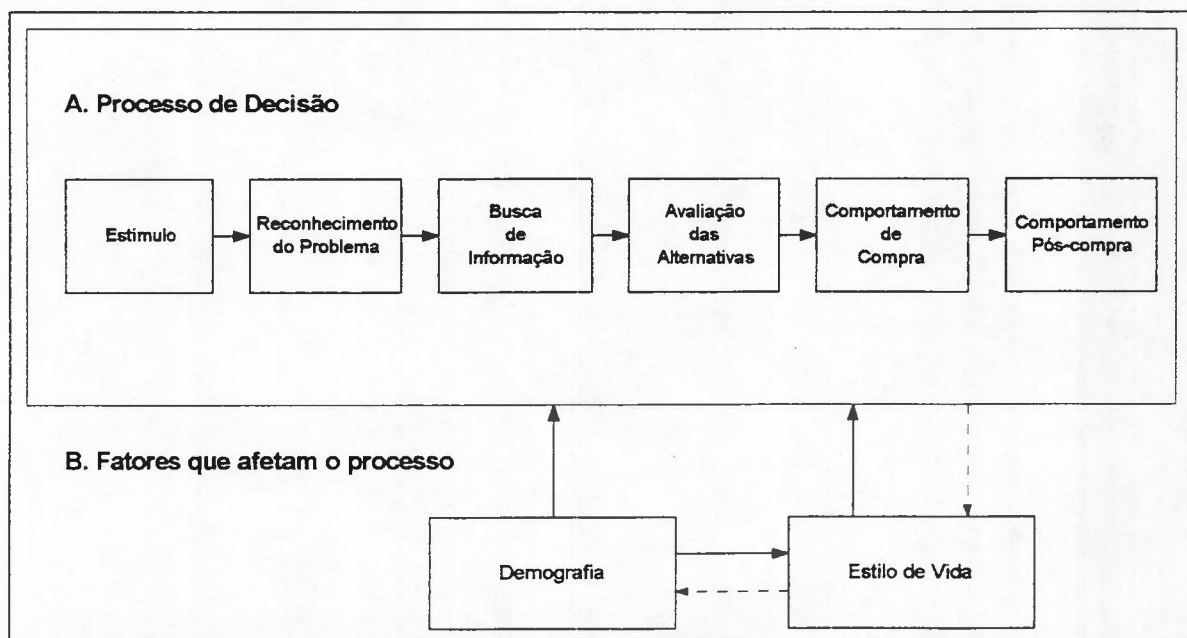 A. Processo de Decisão
Estimulo
Reconhecimento
do Problema
Busca
de
Informação
Avaliação
das
Alternativas
Comportamento
de
Compra
Comportamento
Pós-compra
B. Fatores que afetam o processo
Demografia
Estilo de Vida